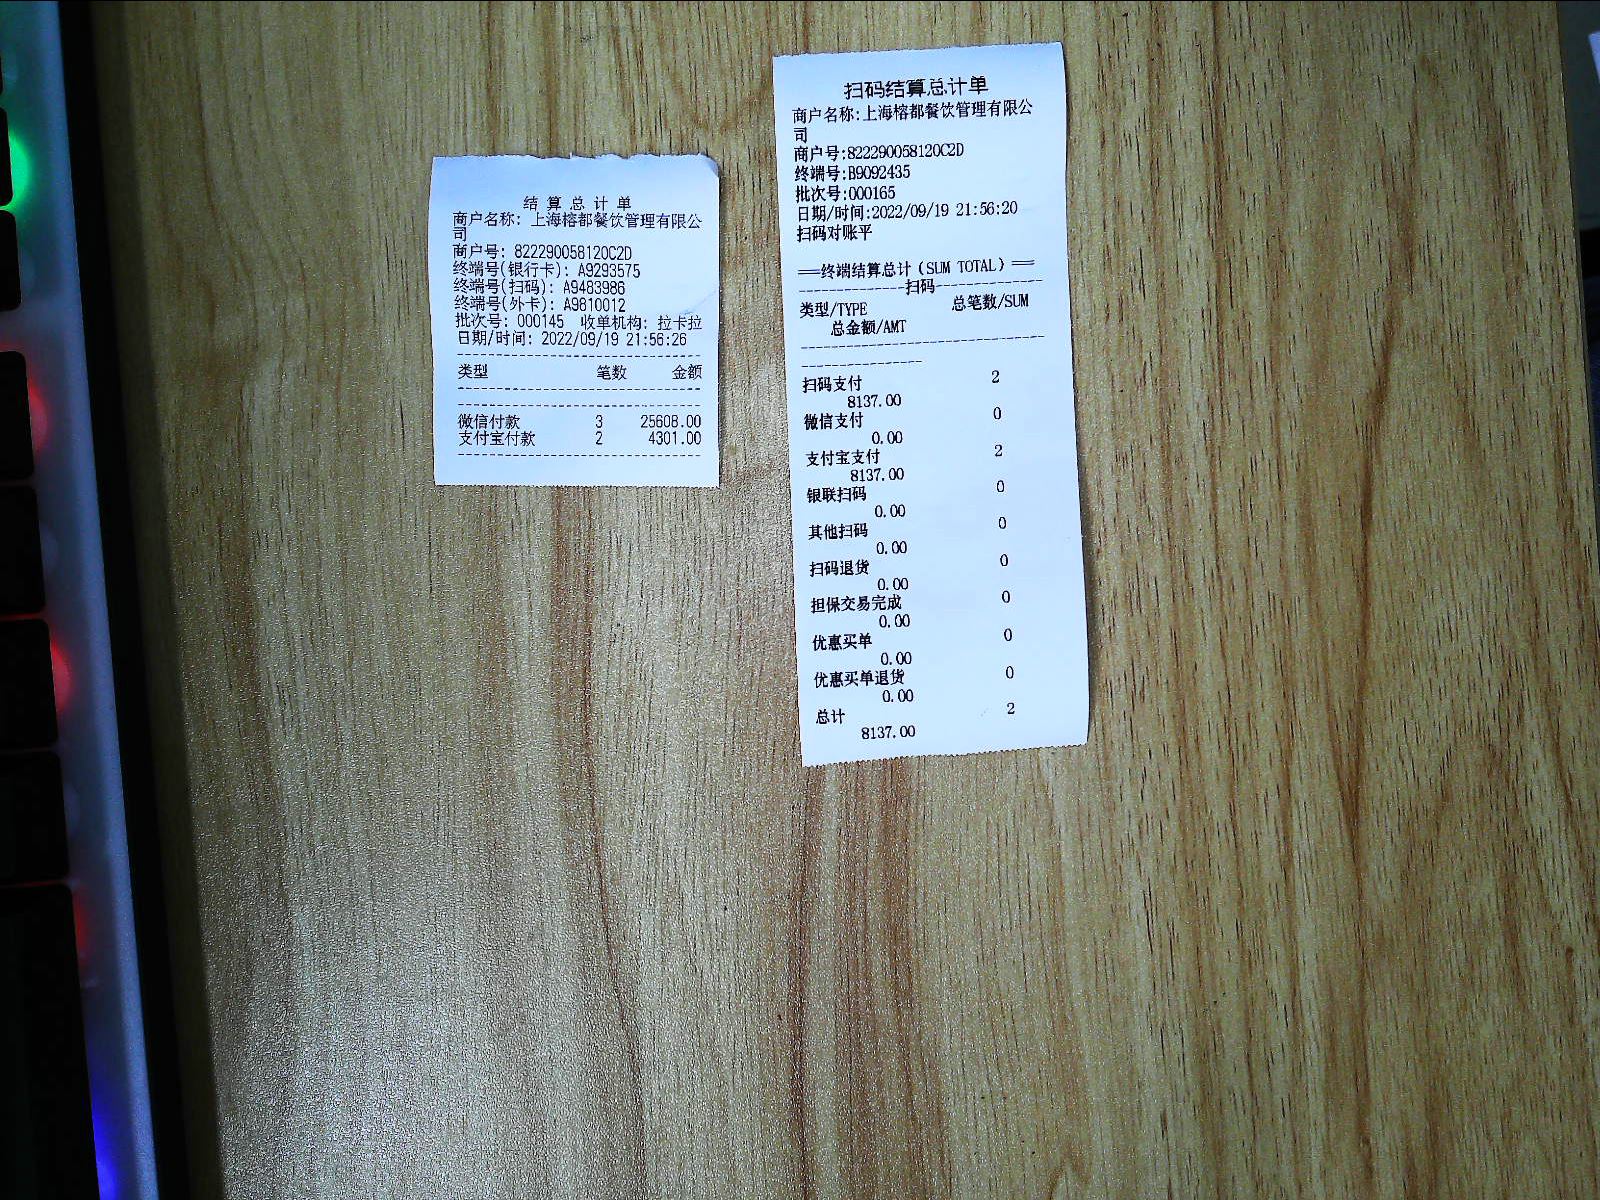 结 算 总 计 单
商户名称: 上海榕都餐饮管理有限公
司
商户号: 822290058120C2D
终端号(银行卡): A9293575
终端号(扫码): A9483986
终端号(外卡): A9810012
批次号: 000145 收单机构: 拉卡拉
日期/时间: 2022/09/19 21:56:26
类型 笔数 金额
微信付款 3 25608.00
支付宝付款 2 4301.00
扫码结算总计单
商户名称:上海榕都餐饮管理有限公
司
商户号:822290058120C2D
终端号:B9092435
批次号:000165
日期/时间:2022/09/19 21:56:20
扫码对账平
==终端结算总计(SUM TOTAL)==
---------------扫码---------------
类型/TYPE 总笔数/SUM
总金额/AMT
扫码支付 2
8137.00
微信支付 0
0.00
支付宝支付 2
8137.00
银联扫码 0
0.00
其他扫码 0
0.00
扫码退货 0
0.00
担保交易完成 0
0.00
优惠买单 0
0.00
优惠买单退货 0
0.00
总计 2
8137.00